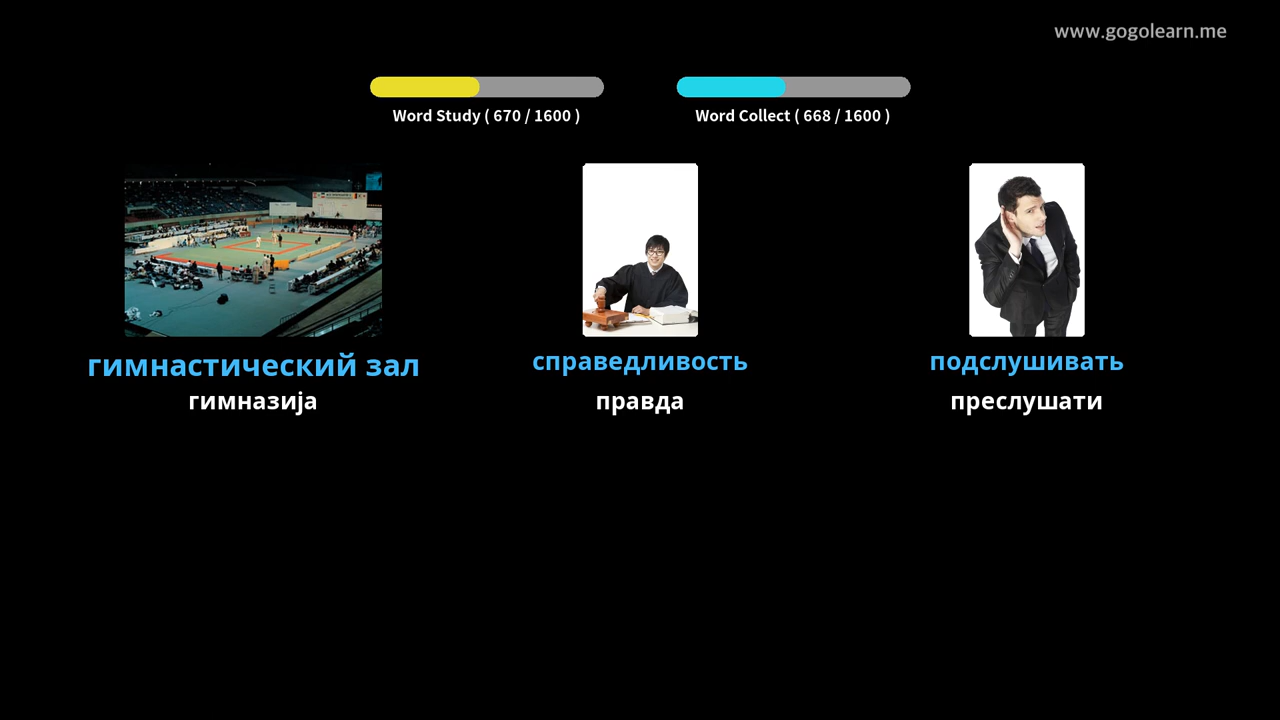 www.gogolearn.me
Word Study ( 670 / 1600 )
Word Collect ( 668 / 1600 )
гимнастический зал
гимназија
справедливость
правда
подслушивать
преслушати